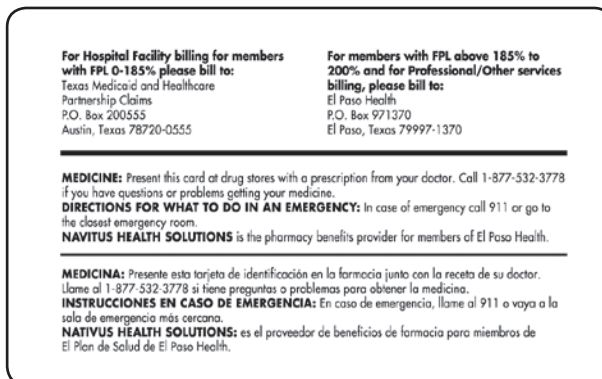 For Hospital Facility billing for members
with FPL 0-185% please bill to:
Texas Medicaid and Healthcare
Partnership Claims
P.O. Box 200555
Austin, Texas 78720-0555
For members with FPL above 185% to
200% and for Professional/Other services
billing, please bill to:
El Paso Health
P.O. Box 971370
El Paso, Texas 79997-1370
MEDICINE: Present this card at drug stores with a prescription from your doctor. Call 1-877-532-3778
if you have questions or problems getting your medicine.
DIRECTIONS FOR WHAT TO DO IN AN EMERGENCY: In case of emergency call 911 or go to
the closest emergency room.
NAVITUS HEALTH SOLUTIONS is the pharmacy benefits provider for members of El Paso Health.
MEDICINA: Presente esta tarjeta de identificación en la farmacia junto con la receta de su doctor.
Llame al 1-877-532-3778 si tiene preguntas o problemas para obtener la medicina.
INSTRUCCIONES EN CASO DE EMERGENCIA: En caso de emergencia, llame al 911 o vaya a la
sala de emergencia más cercana.
NATIVUS HEALTH SOLUTIONS: es el proveedor de beneficios de farmacia para miembros de
El Plan de Salud de El Paso Health.